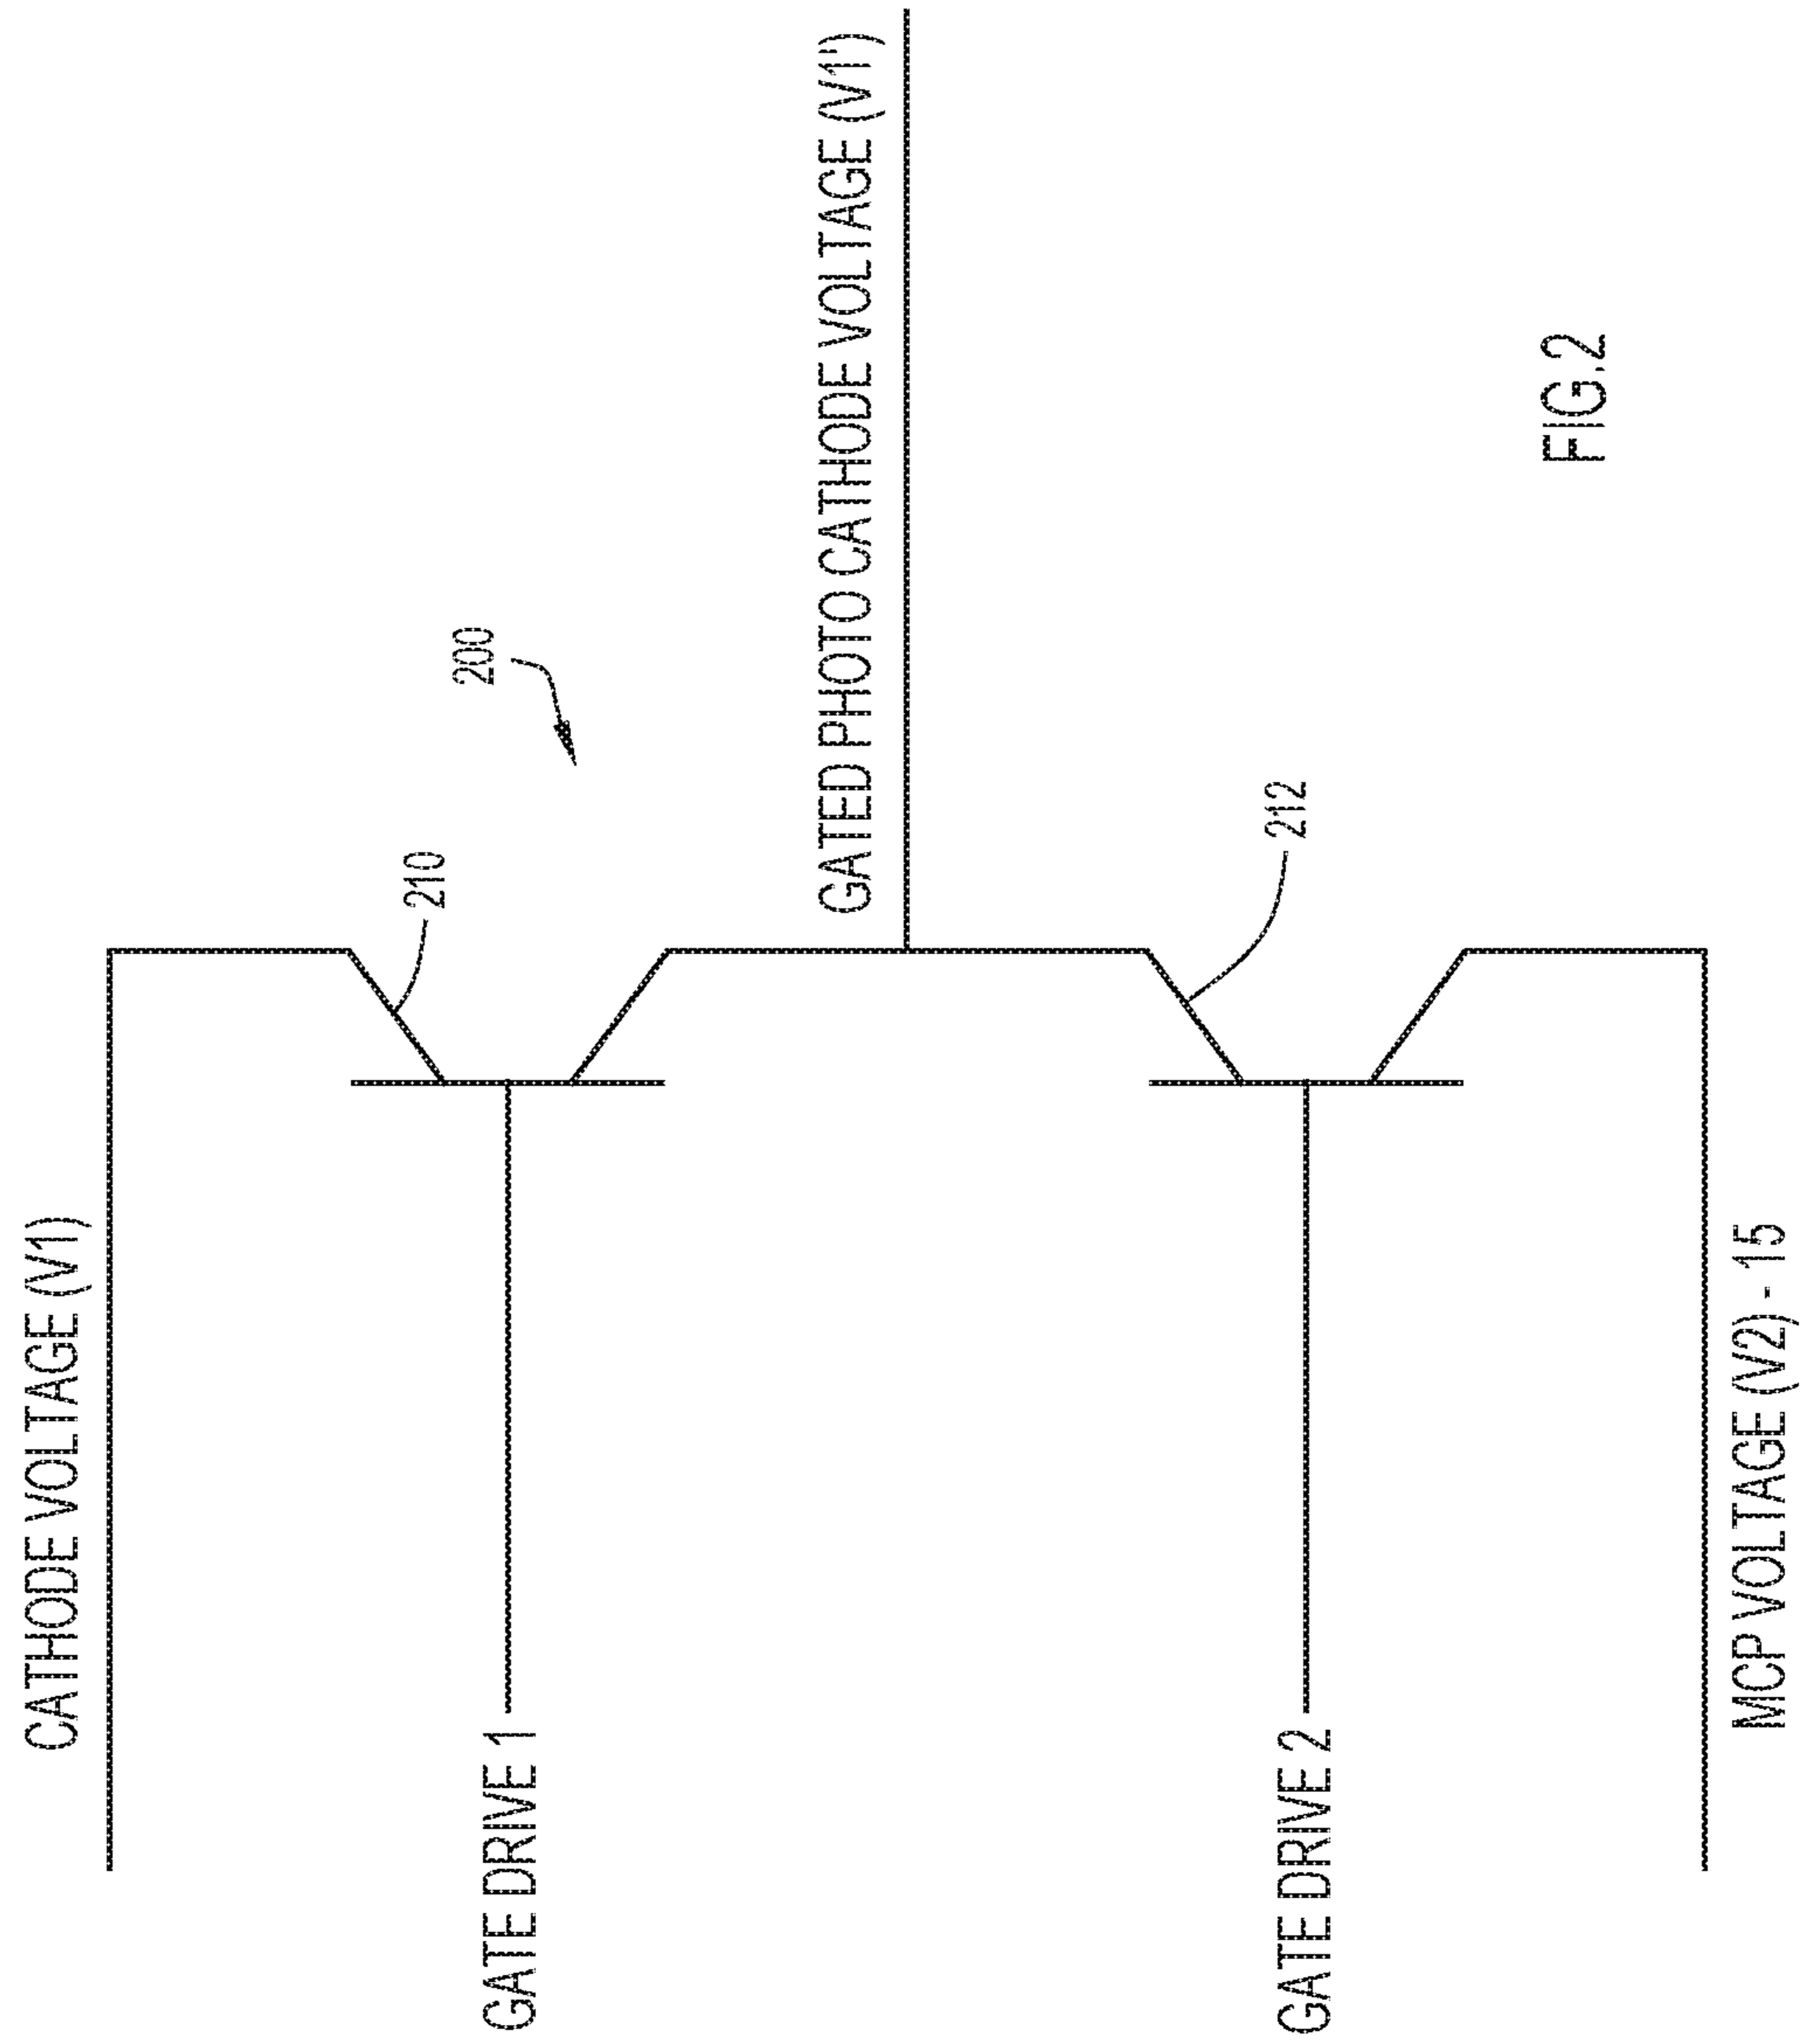 CATHODE VOLTAGE (V1)
210
200
GATE DRIVE 1
GATED PHOTO CATHODE VOLTAGE (V1')
212
GATE DRIVE 2
MCP VOLTAGE (V2) - 15
FIG.2